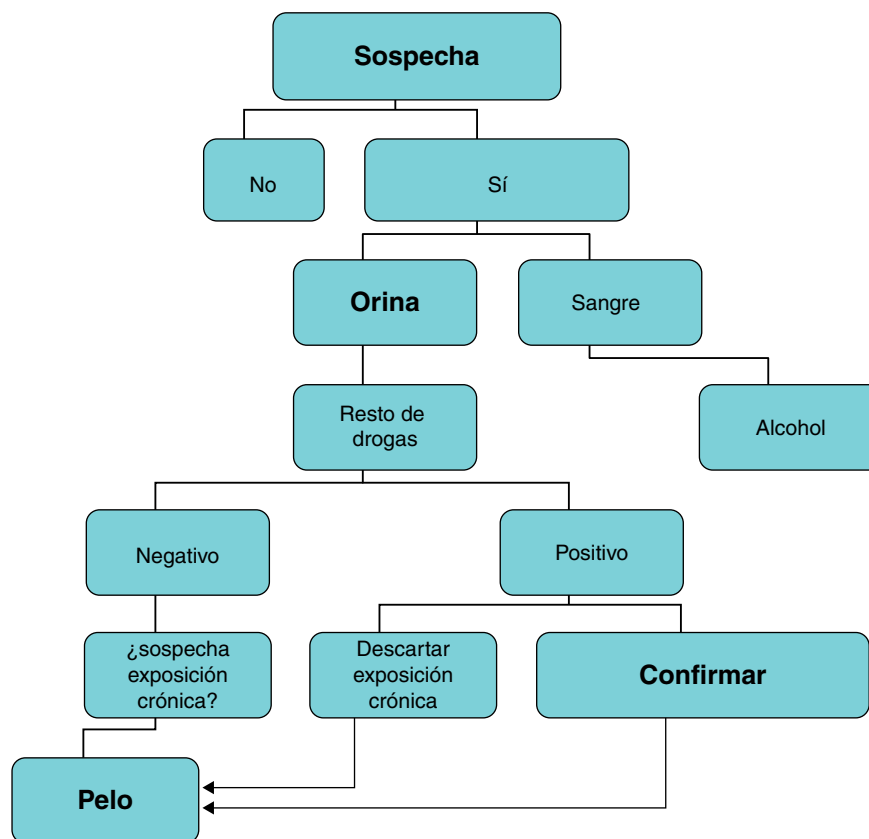 Sospecha
No
Sí
Orina
Sangre
Resto de
drogas
Alcohol
Negativo
Positivo
¿sospecha
exposición
crónica?
Descartar
exposición
crónica
Confirmar
Pelo